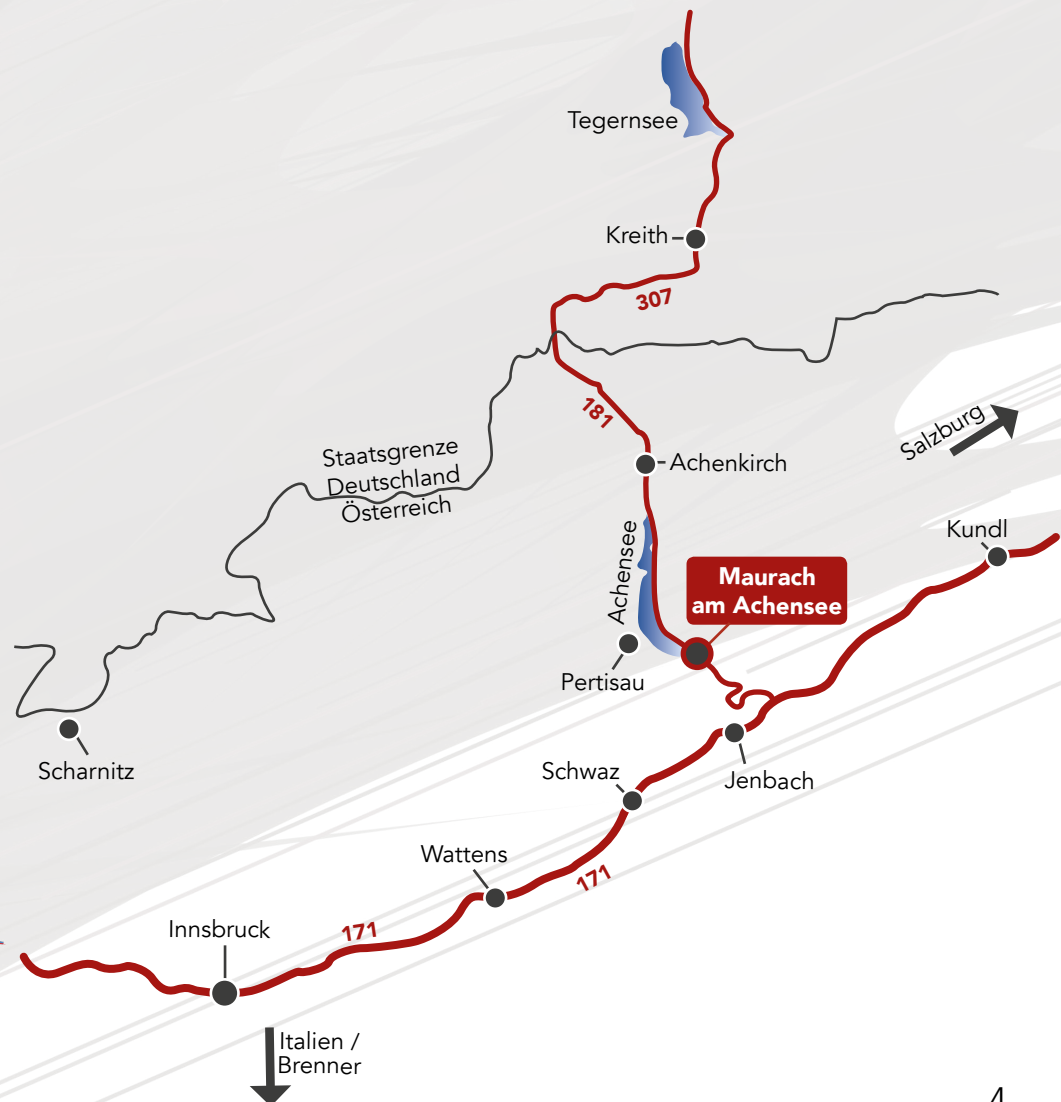 Tegernsee
Kreith
307
181
Staatsgrenze
Deutschland
Österreich
Achenkirch
Salzburg
Kundl
Achensee
Maurach
am Achensee
Pertisau
Scharnitz
Jenbach
Schwaz
Wattens
171
171
Innsbruck
Italien /
Brenner
4